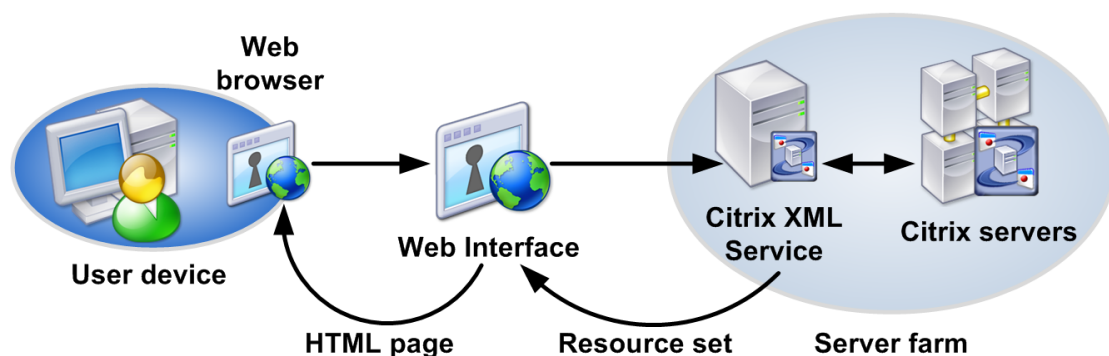 Web
browser
User device
Web Interface
Citrix XML
Service
Citrix servers
HTML page
Resource set
Server farm